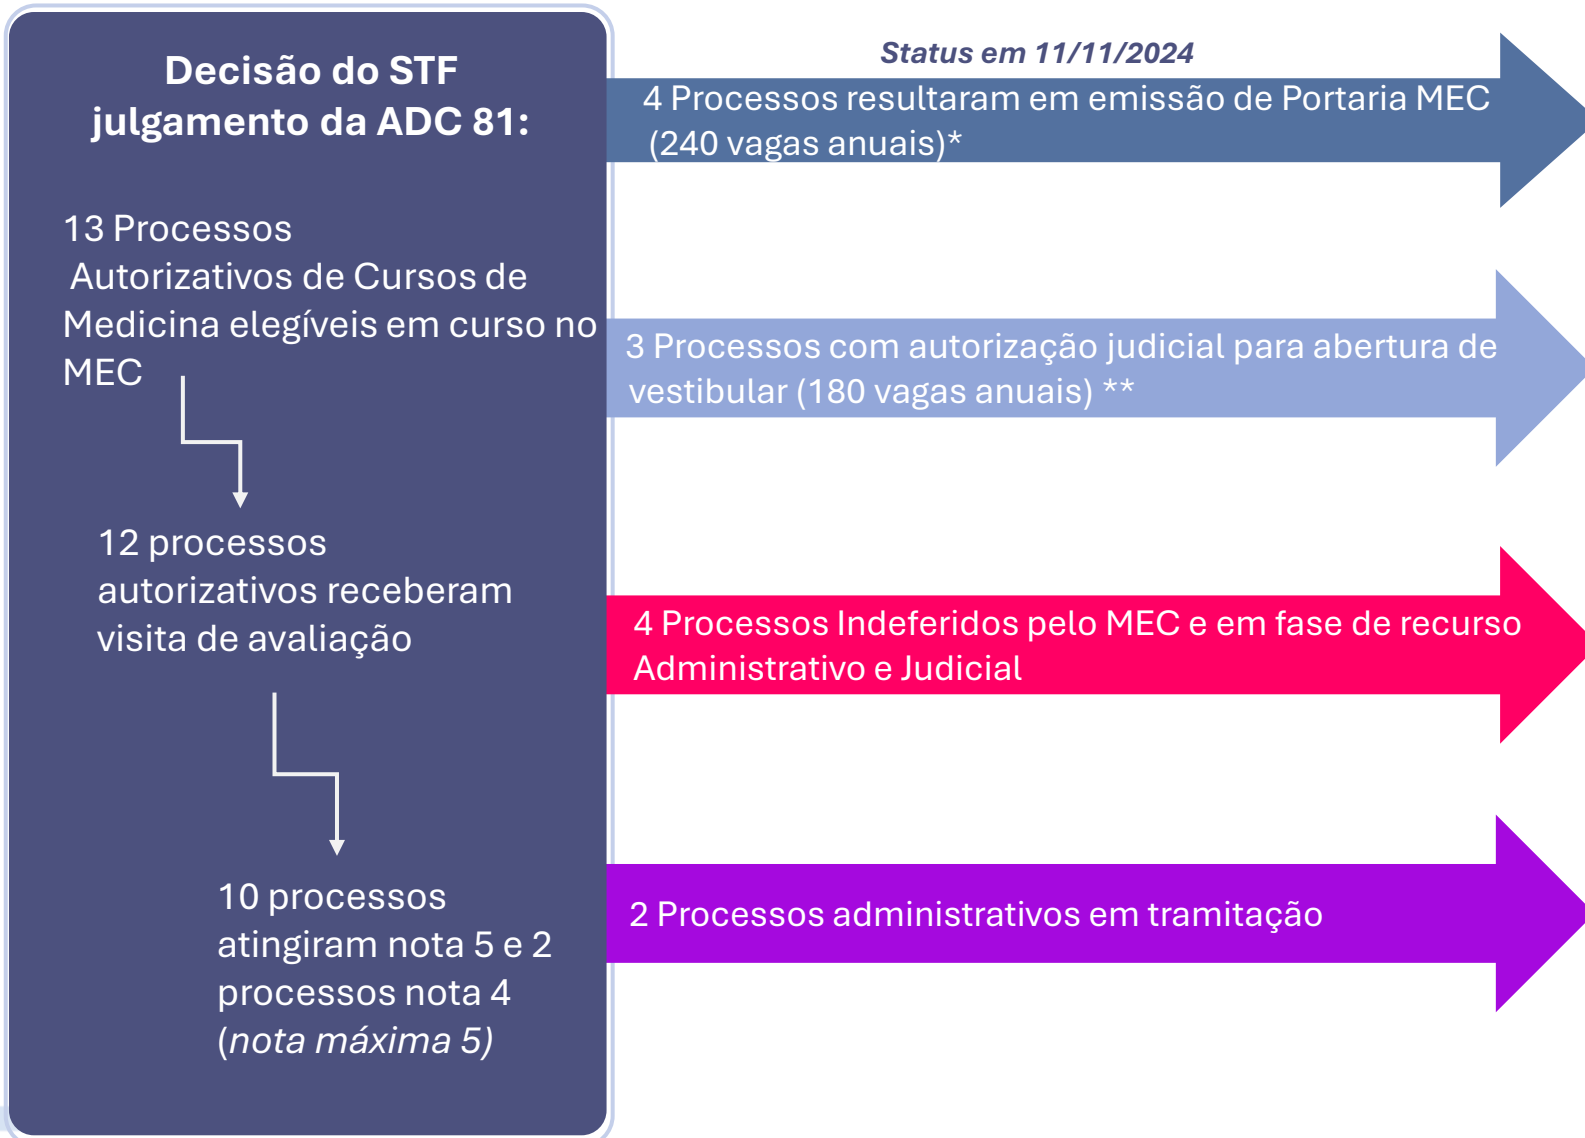 Decisão do STF
julgamento da ADC 81:
13 Processos
Autorizativos de Cursos de
Medicina elegíveis em curso no
MEC
12 processos
autorizativos receberam
visita de avaliação
10 processos
atingiram nota 5 e 2
processos nota 4
(nota máxima 5)
Status em 11/11/2024
4 Processos resultaram em emissão de Portaria MEC
(240 vagas anuais)*
3 Processos com autorização judicial para abertura de
vestibular (180 vagas anuais) **
4 Processos Indeferidos pelo MEC e em fase de recurso
Administrativo e Judicial
2 Processos administrativos em tramitação